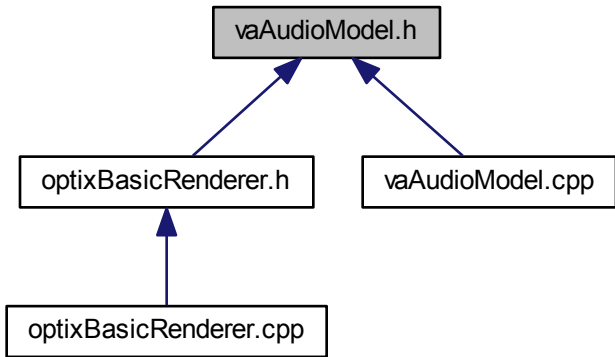 vaAudioModel.h
optixBasicRenderer.h
vaAudioModel.cpp
optixBasicRenderer.cpp